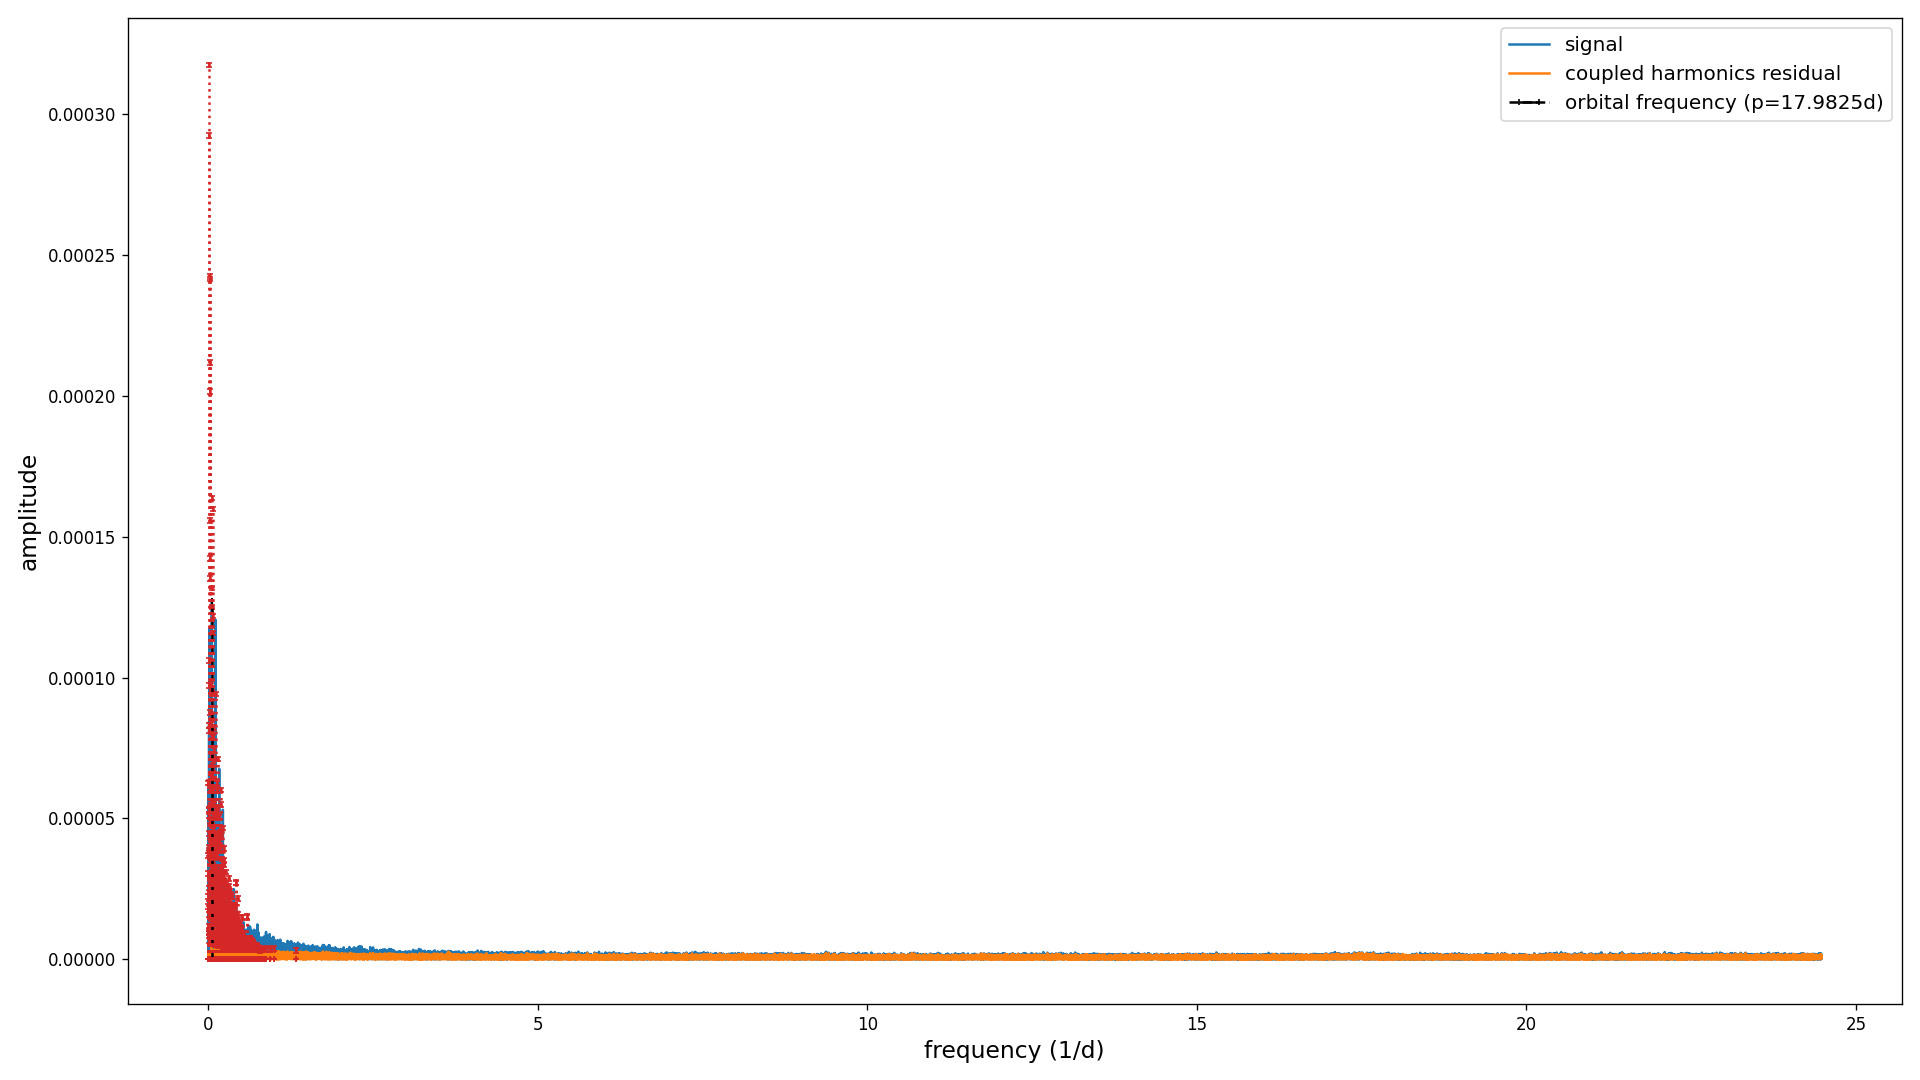 signal
coupled harmonics residual
orbital frequency (p=17.9825d)
0.00030
0.00025
0.00020
0.00015
0.00010
0.00005
0.00000
amplitude
0 5 10 15 20 25
frequency (1/d)